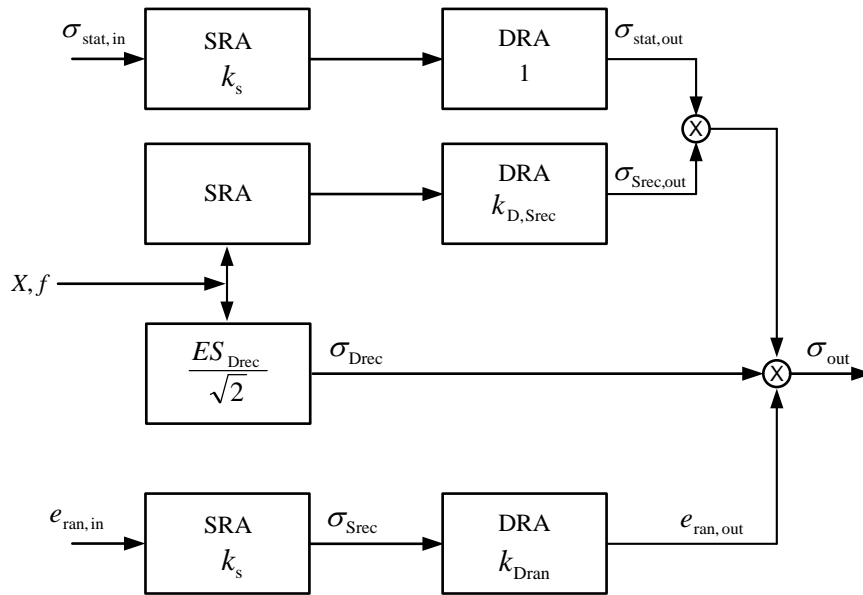 σ_stat, in
SRA
k_s
DRA
1
σ_stat,out
X
SRA
DRA
k_D,Srec
σ_Srec,out
X, f
ES_Drec
√2
σ_Drec
X
σ_out
e_ran, in
SRA
k_s
σ_Srec
DRA
k_Dran
e_ran, out